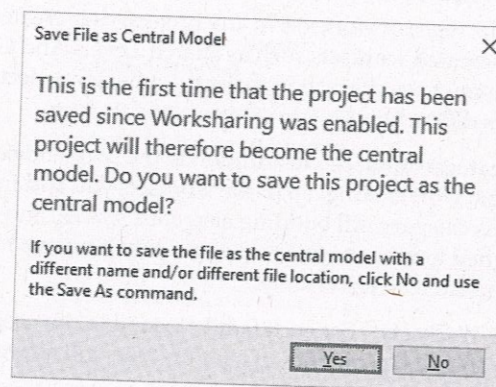 Save File as Central Model
This is the first time that the project has been
saved since Worksharing was enabled. This
project will therefore become the central
model. Do you want to save this project as the
central model?
If you want to save the file as the central model with a
different name and/or different file location, click No and use
the Save As command.
Yes
No